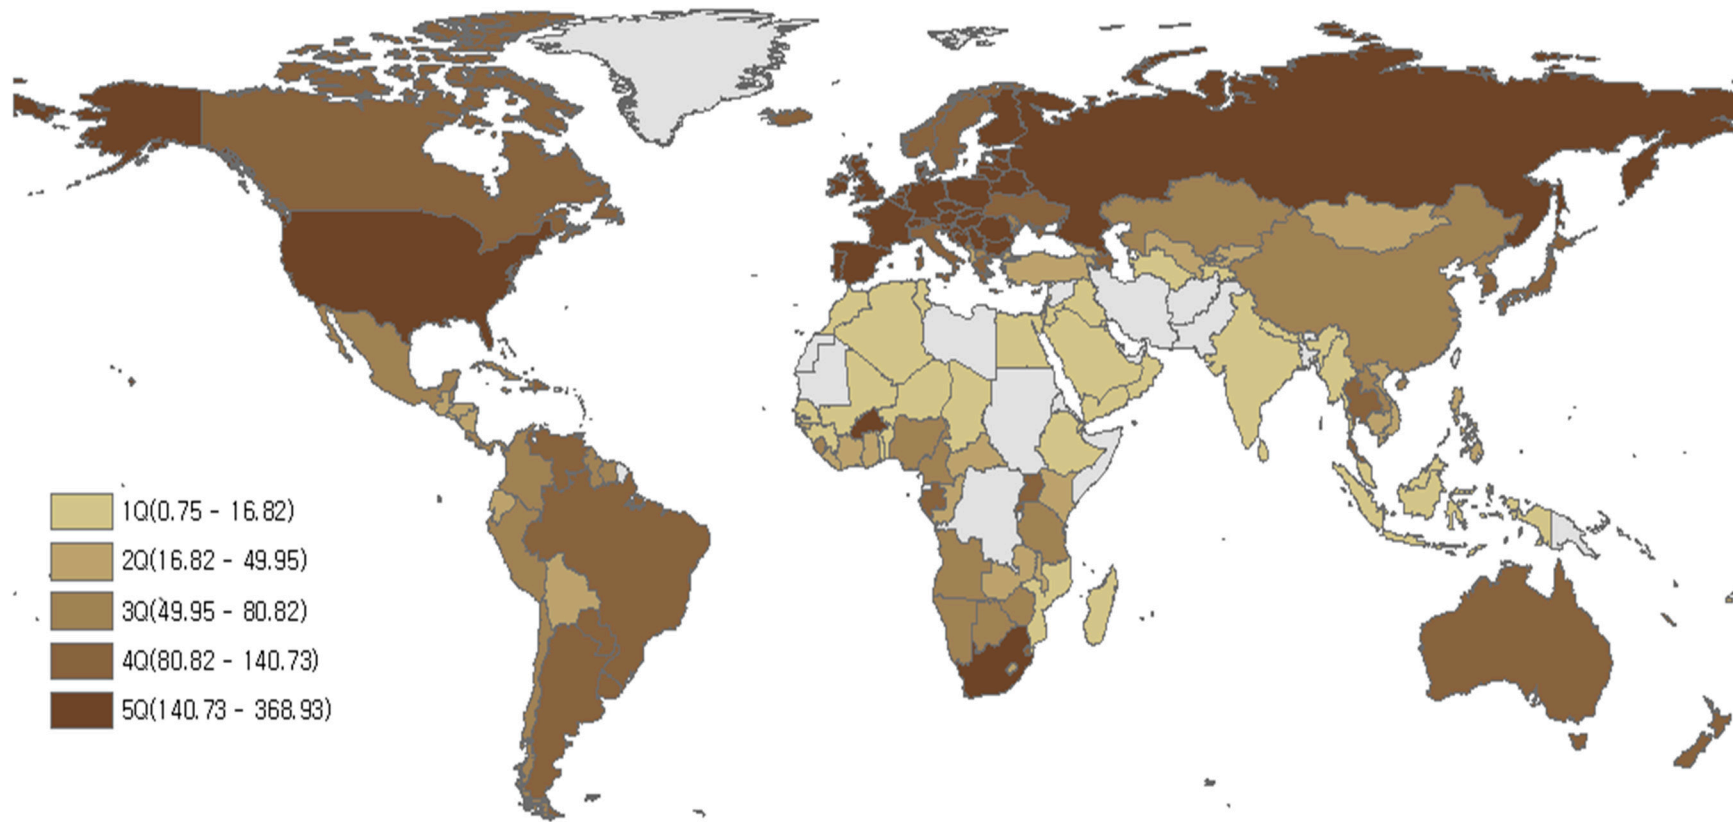 1Q(0.75 - 16.82)
2Q(16.82 - 49.95)
3Q(49.95 - 80.82)
4Q(80.82 - 140.73)
5Q(140.73 - 368.93)